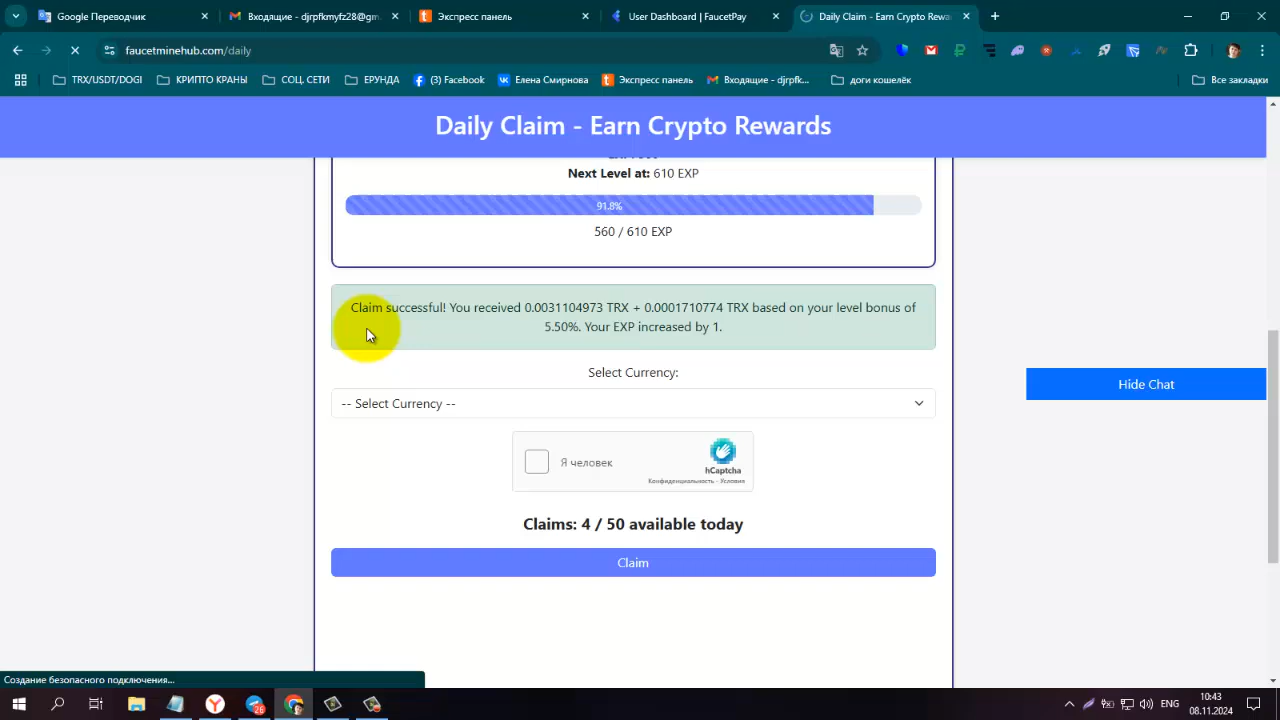 Google Переводчик
Входящие - djrpfkmyfz28@gm
Экспресс панель
User Dashboard | FaucetPay
Daily Claim - Earn Crypto Rewa
faucetminehub.com/daily
TRX/USDT/DOGI
КРИПТО КРАНЫ
СОЦ. СЕТИ
ЕРУНДА
(3) Facebook
Елена Смирнова
Экспресс панель
Входящие - djrpfk...
доги кошелёк
Все закладки
Daily Claim - Earn Crypto Rewards
Next Level at: 610 EXP
91.8%
560 / 610 EXP
Claim successful! You received 0.0031104973 TRX + 0.0001710774 TRX based on your level bonus of
5.50%. Your EXP increased by 1.
Select Currency:
-- Select Currency --
Hide Chat
Я человек
hCaptcha
Конфиденциальность - Условия
Claims: 4 / 50 available today
Claim
Создание безопасного подключения...
26
ENG
10:43
08.11.2024